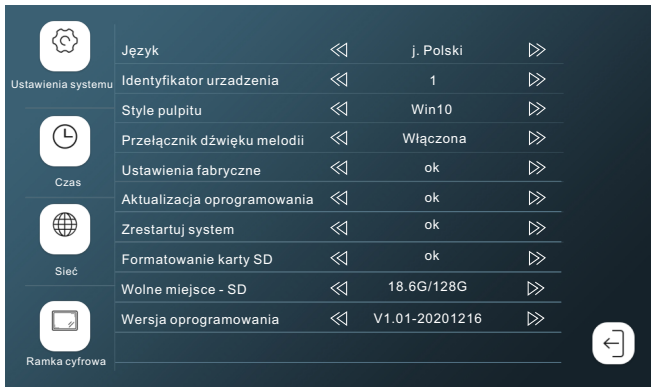 Ustawienia systemu
Czas
Sieć
Ramka cyfrowa
Język j. Polski
Identyfikator urzadzenia 1
Style pulpitu Win10
Przełącznik dźwięku melodii Włączona
Ustawienia fabryczne ok
Aktualizacja oprogramowania ok
Zrestartuj system ok
Formatowanie karty SD ok
Wolne miejsce - SD 18.6G/128G
Wersja oprogramowania V1.01-20201216